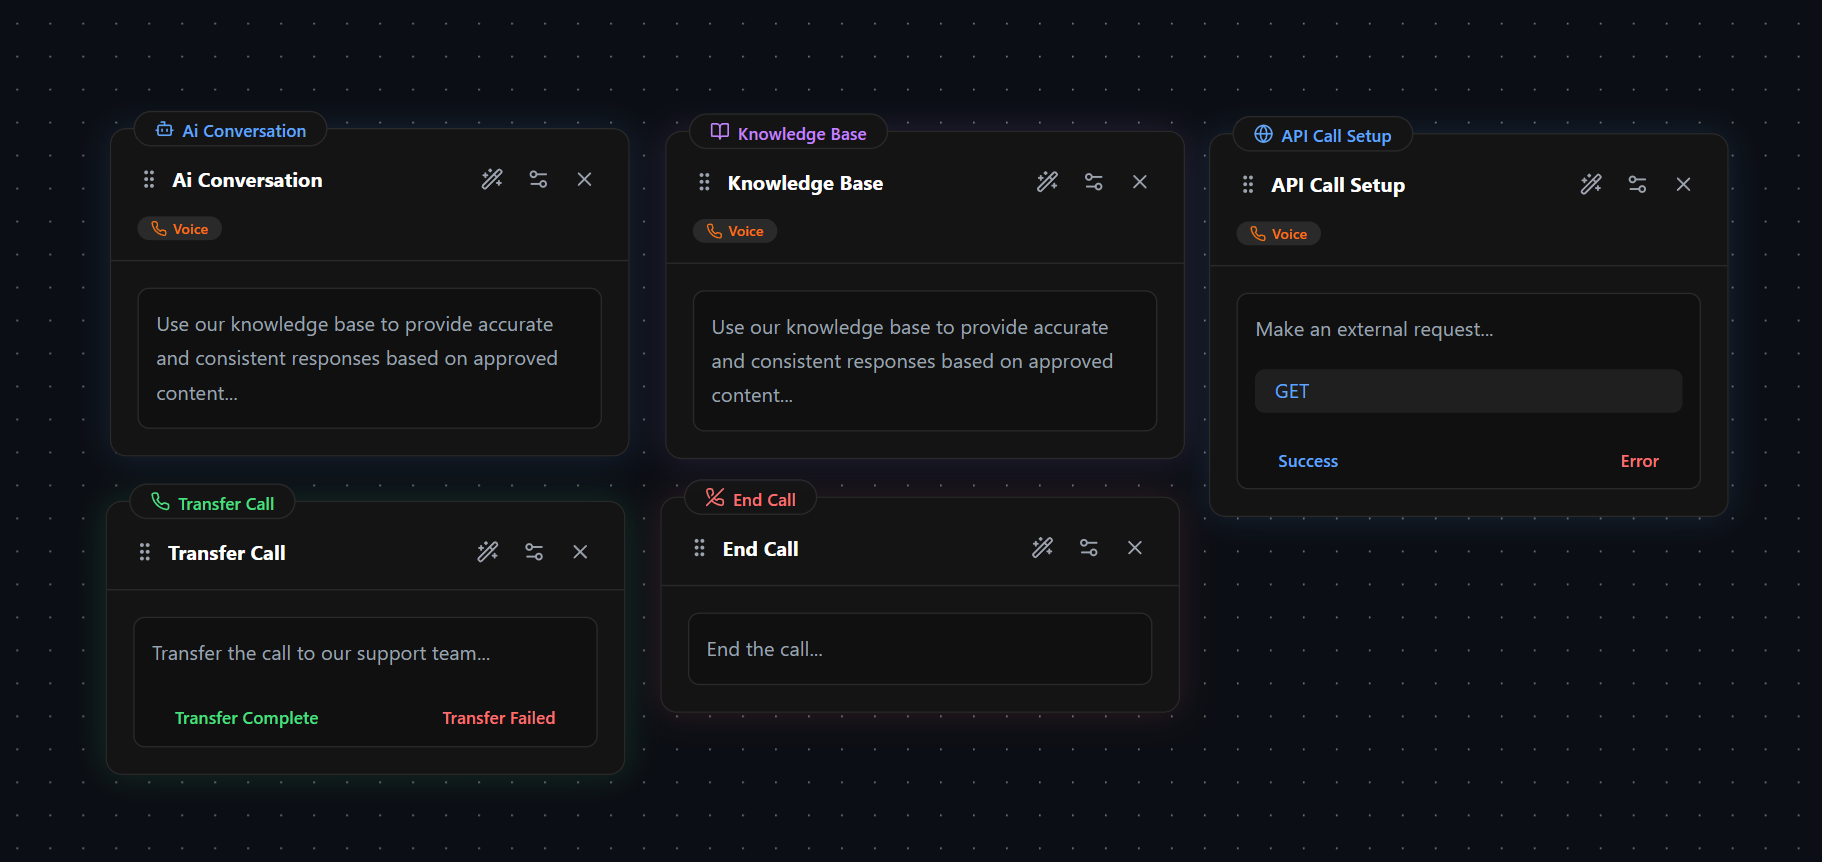 Ai Conversation
Ai Conversation
Voice
Use our knowledge base to provide accurate
and consistent responses based on approved
content...
Knowledge Base
Knowledge Base
Voice
Use our knowledge base to provide accurate
and consistent responses based on approved
content...
API Call Setup
API Call Setup
Voice
Make an external request...
GET
Success
Error
Transfer Call
Transfer Call
Transfer the call to our support team...
Transfer Complete
Transfer Failed
End Call
End Call
End the call...